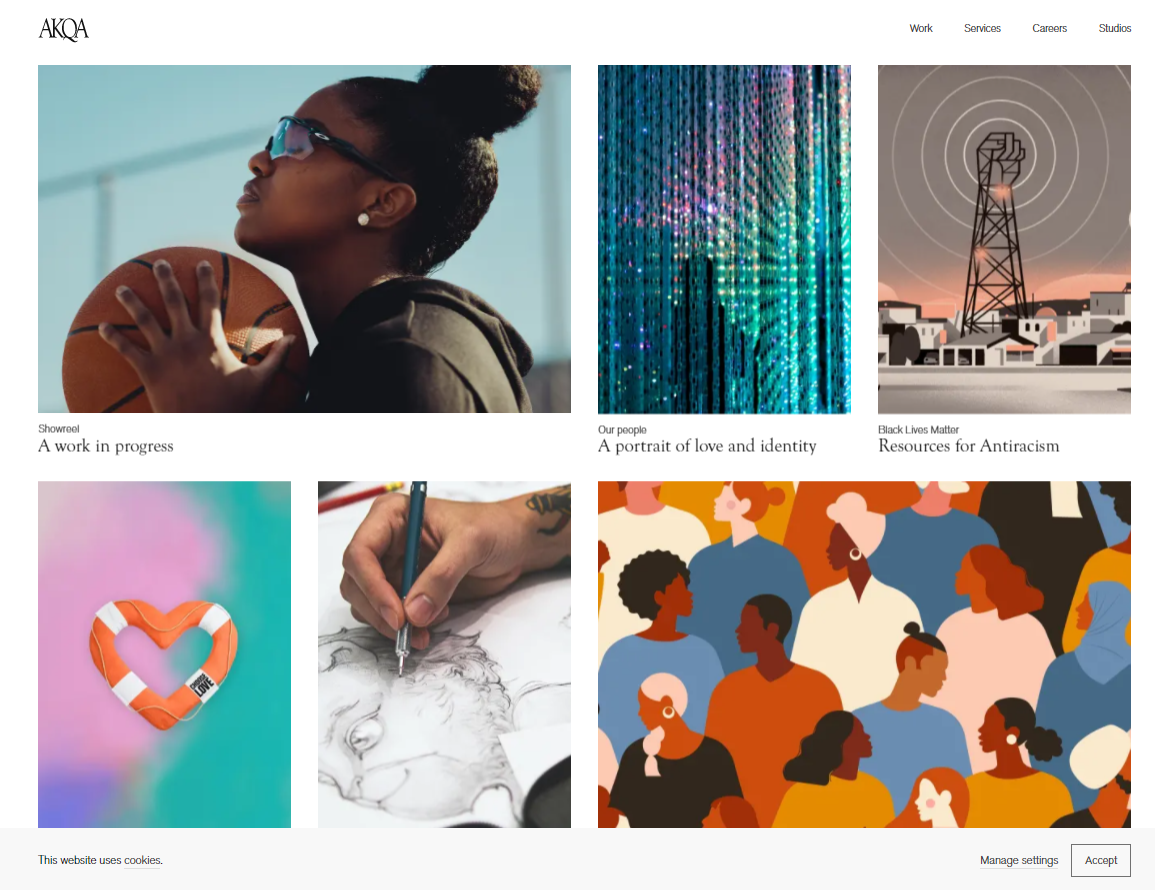 AKQA
Work
Services
Careers
Studios
Showreel
A work in progress
Our people
A portrait of love and identity
Black Lives Matter
Resources for Antiracism
CHOOSE
LOVE
This website uses cookies.
Manage settings
Accept